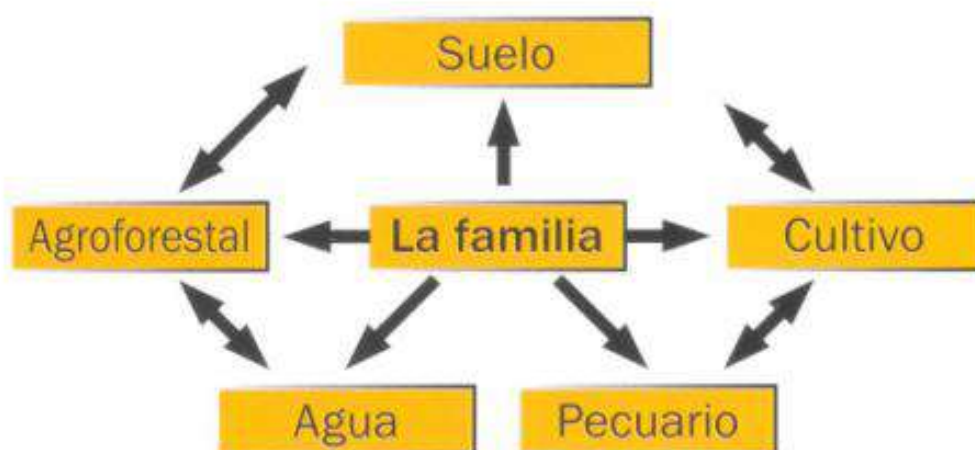 Suelo
Agroforestal
La familia
Cultivo
Agua
Pecuario